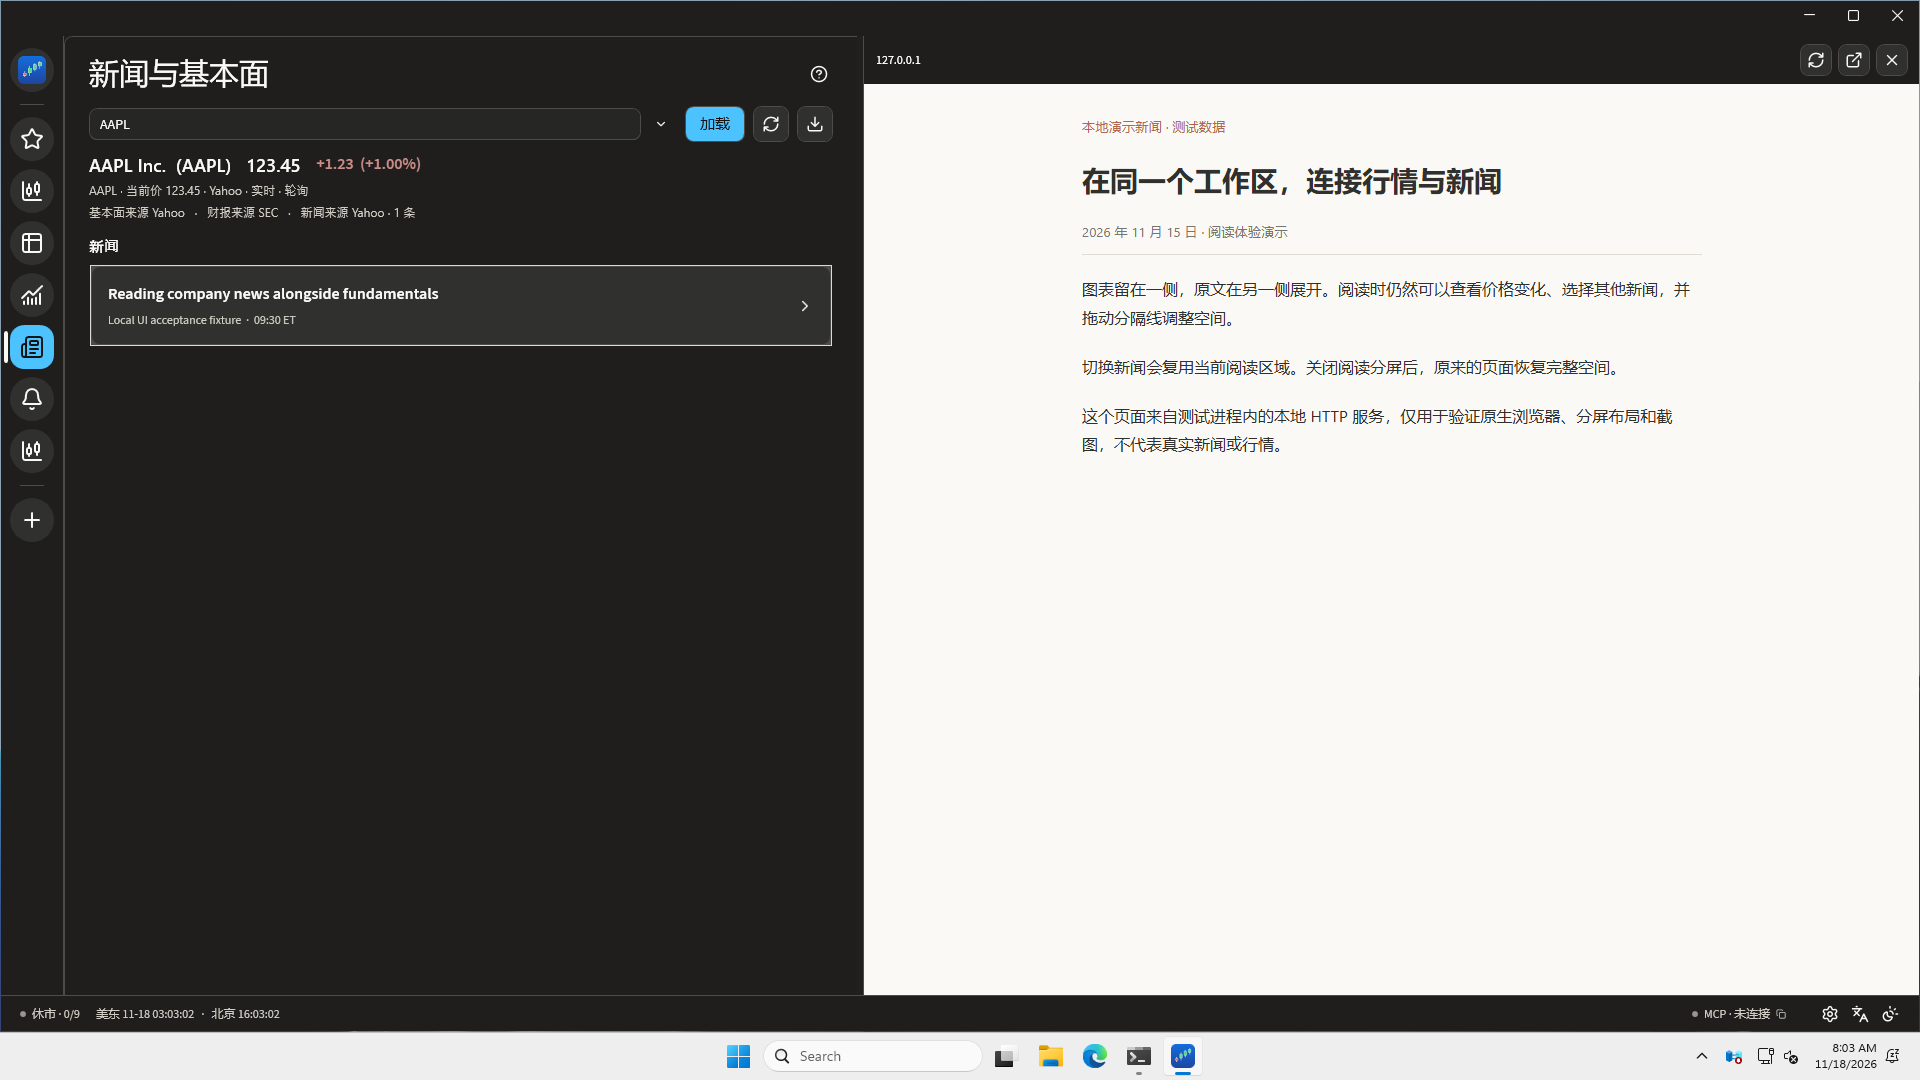 新闻与基本面
AAPL
加载
AAPL Inc. (AAPL) 123.45 +1.23 (+1.00%)
AAPL · 当前价 123.45 · Yahoo · 实时 · 轮询
基本面来源 Yahoo · 财报来源 SEC · 新闻来源 Yahoo · 1 条
新闻
Reading company news alongside fundamentals
Local UI acceptance fixture · 09:30 ET
127.0.0.1
本地演示新闻 · 测试数据
在同一个工作区，连接行情与新闻
2026 年 11 月 15 日 · 阅读体验演示
图表留在一侧，原文在另一侧展开。阅读时仍然可以查看价格变化、选择其他新闻，并
拖动分隔线调整空间。
切换新闻会复用当前阅读区域。关闭阅读分屏后，原来的页面恢复完整空间。
这个页面来自测试进程内的本地 HTTP 服务，仅用于验证原生浏览器、分屏布局和截
图，不代表真实新闻或行情。
休市 · 0/9 美东 11-18 03:03:02 · 北京 16:03:02
MCP · 未连接
Search
8:03 AM
11/18/2026